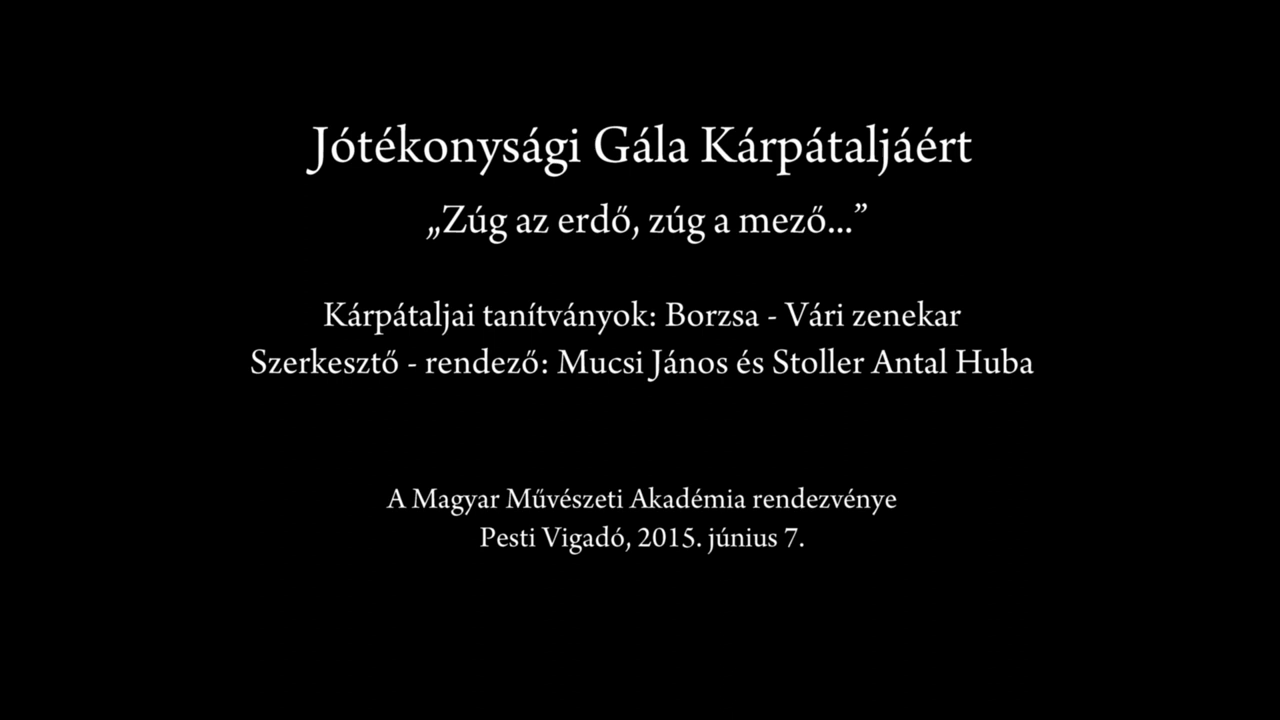 Jótékonysági Gála Kárpátaljáért
„Zúg az erdő, zúg a mező...”
Kárpátaljai tanítványok: Borzsa - Vári zenekar
Szerkesztő - rendező: Mucsi János és Stoller Antal Huba
A Magyar Művészeti Akadémia rendezvénye
Pesti Vigadó, 2015. június 7.